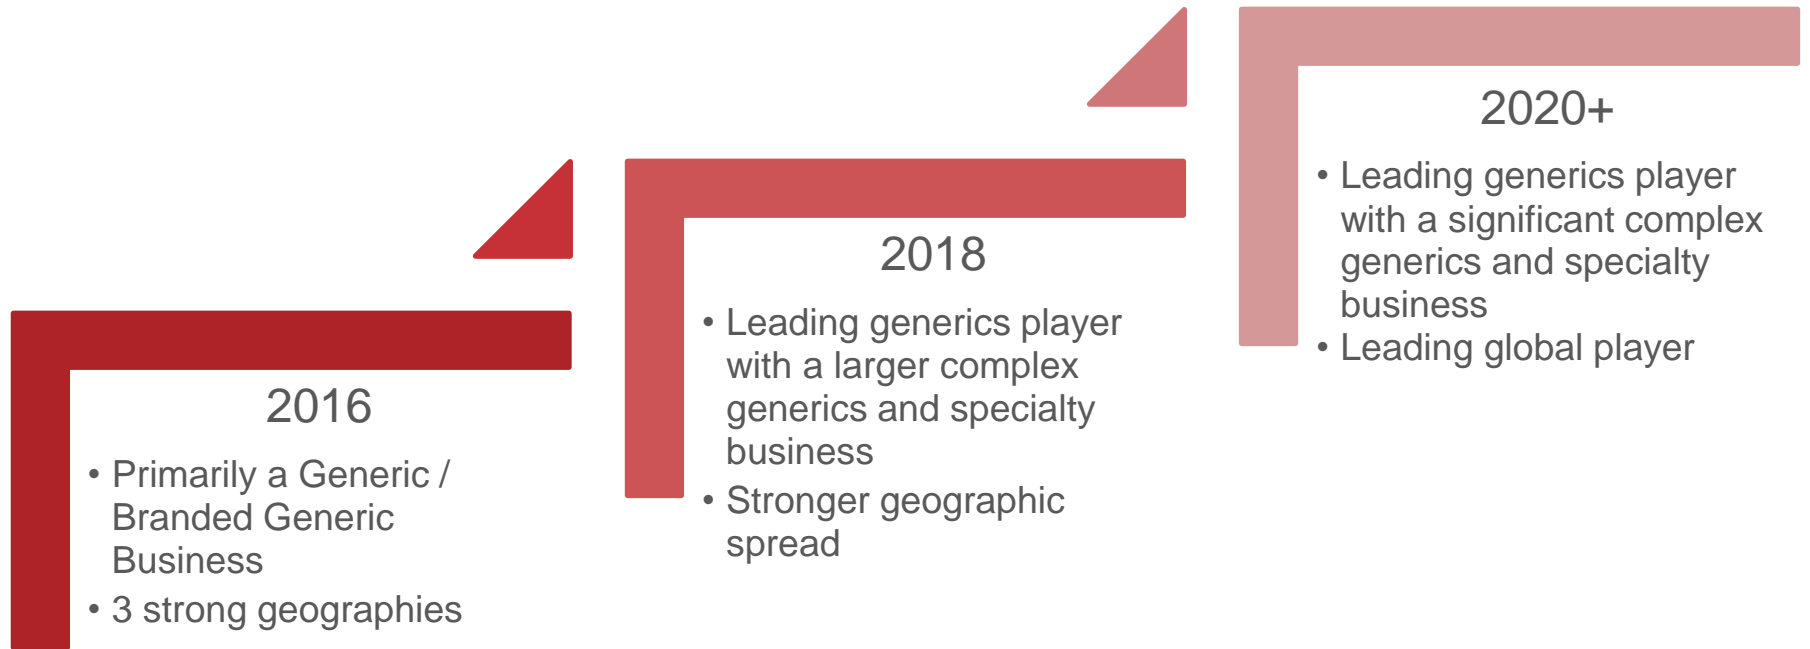 2016
• Primarily a Generic /
Branded Generic
Business
• 3 strong geographies
2018
• Leading generics player
with a larger complex
generics and specialty
business
• Stronger geographic
spread
2020+
• Leading generics player
with a significant complex
generics and specialty
business
• Leading global player